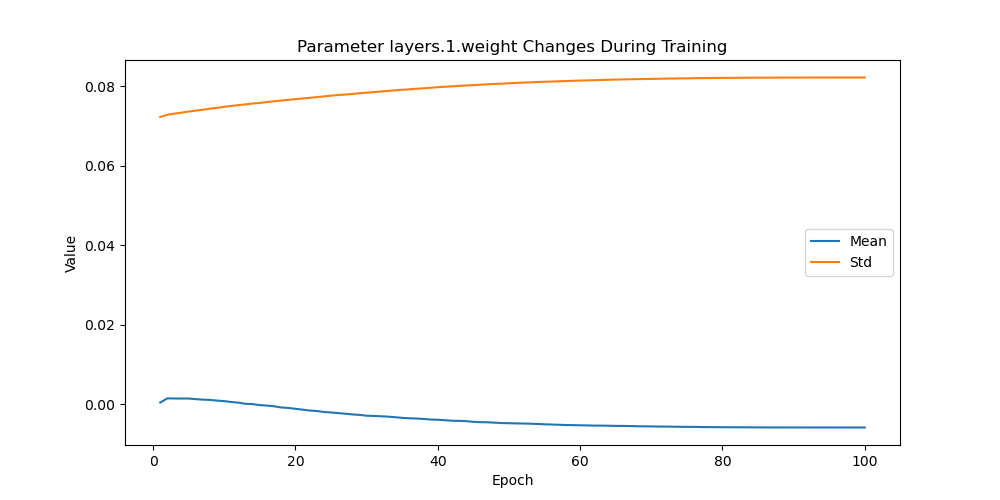 Parameter layers.1.weight Changes During Training
Value
0.08
0.06
0.04
0.02
0.00
Mean
Std
0
20
40
60
80
100
Epoch